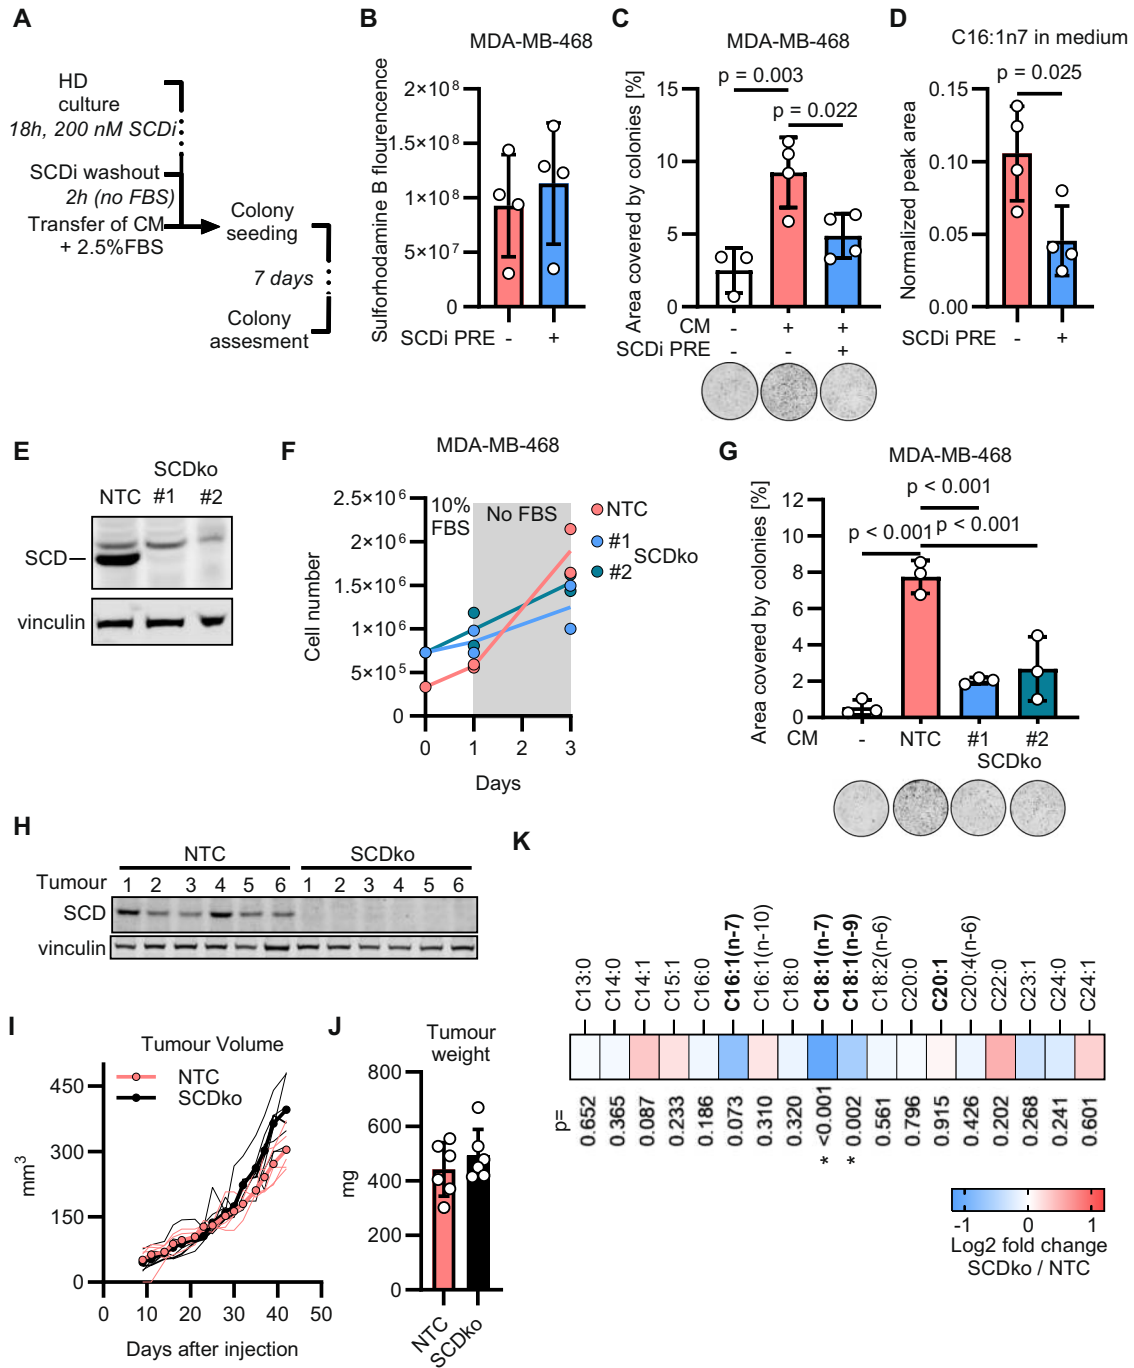 A
HD
culture
18h, 200 nM SCDi
SCDi washout
2h (no FBS)
Transfer of CM
+ 2.5%FBS
Colony
seeding
7 days
Colony
assesment
B
MDA-MB-468
Sulforhodamine B flourencence
2×10⁸
1.5×10⁸
1×10⁸
5×10⁷
0
SCDi PRE - +
C
MDA-MB-468
p = 0.003
p = 0.022
Area covered by colonies [%]
15
10
5
0
CM - + +
SCDi PRE - - +
D
C16:1n7 in medium
p = 0.025
Normalized peak area
0.15
0.10
0.05
0.00
SCDi PRE - +
E
SCDko
NTC #1 #2
SCD
vinculin
F
MDA-MB-468
Cell number
2.5×10⁶
2×10⁶
1.5×10⁶
1×10⁶
5×10⁵
0
10%
FBS
No FBS
NTC
#1
SCDko
#2
0 1 2 3
Days
G
MDA-MB-468
p < 0.001
p < 0.001
p < 0.001
Area covered by colonies [%]
12
10
8
6
4
2
0
CM - NTC #1 #2
SCDko
H
NTC SCDko
Tumour 1 2 3 4 5 6 1 2 3 4 5 6
SCD
vinculin
I
Tumour Volume
NTC
SCDko
mm³
450
300
150
0
0 10 20 30 40 50
Days after injection
J
Tumour
weight
mg
800
600
400
200
0
NTC
SCDko
K
C13:0
C14:0
C14:1
C15:1
C16:0
C16:1(n-7)
C16:1(n-10)
C18:0
C18:1(n-7)
C18:1(n-9)
C18:2(n-6)
C20:0
C20:1
C20:4(n-6)
C22:0
C23:1
C24:0
C24:1
p=
0.652
0.365
0.087
0.233
0.186
0.073
0.310
0.320
* <0.001
* 0.002
0.561
0.796
0.915
0.426
0.202
0.268
0.241
0.601
-1 0 1
Log2 fold change
SCDko / NTC